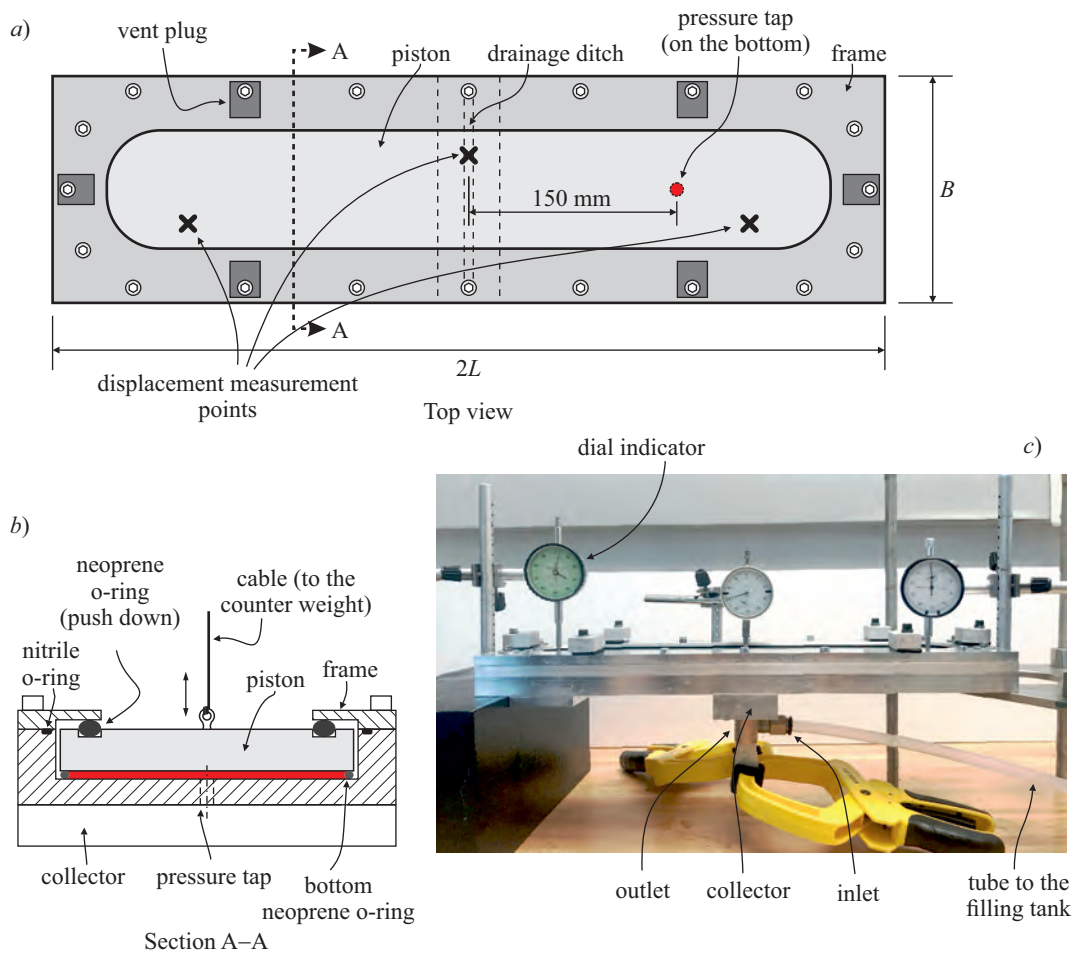 a)
vent plug
A
piston
drainage ditch
pressure tap
(on the bottom)
frame
150 mm
B
A
2L
displacement measurement
points
Top view
dial indicator
c)
b)
neoprene
o-ring
(push down)
cable (to the
counter weight)
nitrile
o-ring
piston
frame
collector
pressure tap
bottom
neoprene o-ring
Section A–A
outlet
collector
inlet
tube to the
filling tank